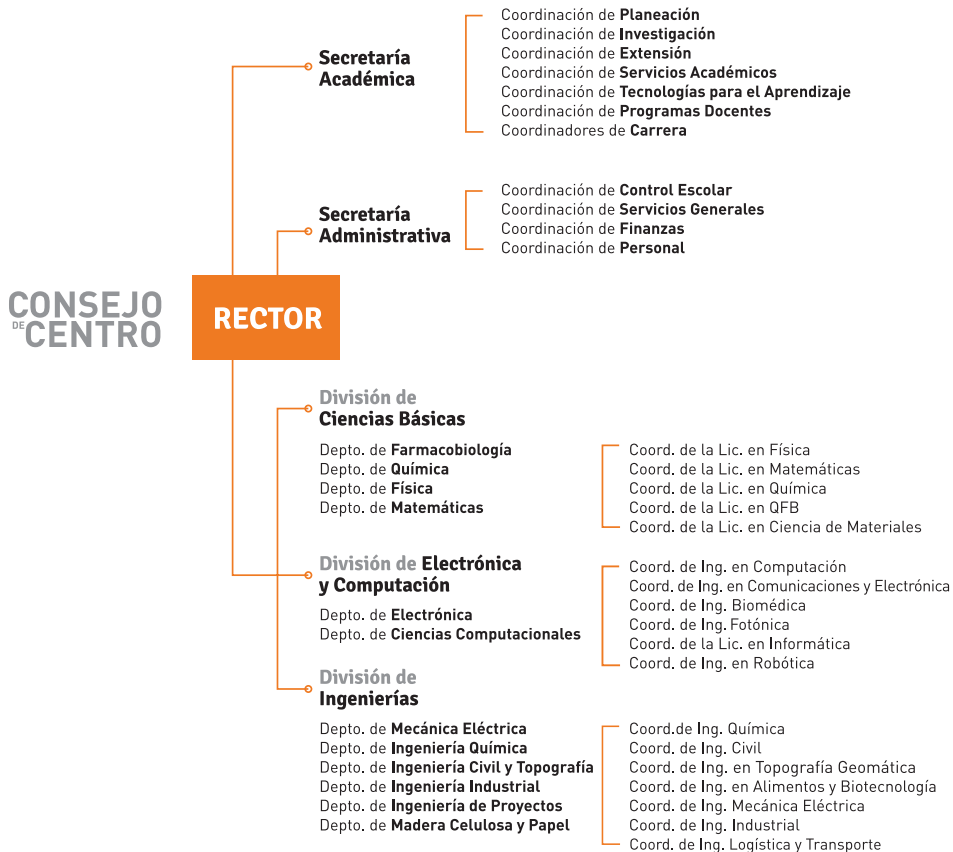 Secretaría
Académica
Coordinación de Planeación
Coordinación de Investigación
Coordinación de Extensión
Coordinación de Servicios Académicos
Coordinación de Tecnologías para el Aprendizaje
Coordinación de Programas Docentes
Coordinadores de Carrera
Secretaría
Administrativa
Coordinación de Control Escolar
Coordinación de Servicios Generales
Coordinación de Finanzas
Coordinación de Personal
CONSEJO
DE CENTRO
RECTOR
División de
Ciencias Básicas
Depto. de Farmacobiología
Depto. de Química
Depto. de Física
Depto. de Matemáticas
Coord. de la Lic. en Física
Coord. de la Lic. en Matemáticas
Coord. de la Lic. en Química
Coord. de la Lic. en QFB
Coord. de la Lic. en Ciencia de Materiales
División de Electrónica
y Computación
Depto. de Electrónica
Depto. de Ciencias Computacionales
Coord. de Ing. en Computación
Coord. de Ing. en Comunicaciones y Electrónica
Coord. de Ing. Biomédica
Coord. de Ing. Fotónica
Coord. de la Lic. en Informática
Coord. de Ing. en Robótica
División de
Ingenierías
Depto. de Mecánica Eléctrica
Depto. de Ingeniería Química
Depto. de Ingeniería Civil y Topografía
Depto. de Ingeniería Industrial
Depto. de Ingeniería de Proyectos
Depto. de Madera Celulosa y Papel
Coord.de Ing. Química
Coord. de Ing. Civil
Coord. de Ing. en Topografía Geomática
Coord. de Ing. en Alimentos y Biotecnología
Coord. de Ing. Mecánica Eléctrica
Coord. de Ing. Industrial
Coord. de Ing. Logística y Transporte